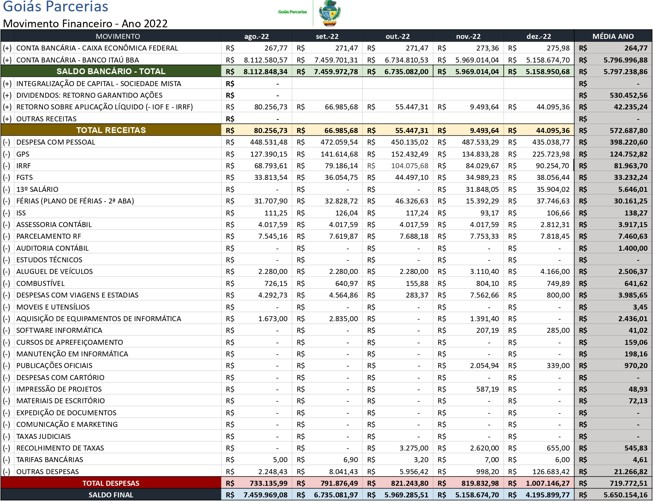 Goiás Parcerias
Goiás Parcerias
Movimento Financeiro - Ano 2022
MOVIMENTO ago.-22 set.-22 out.-22 nov.-22 dez.-22 MÉDIA ANO
(+) CONTA BANCÁRIA - CAIXA ECONÔMICA FEDERAL R$ 267,77 R$ 271,47 R$ 271,47 R$ 273,36 R$ 275,98 R$ 264,77
(+) CONTA BANCÁRIA - BANCO ITAÚ BBA R$ 8.112.580,57 R$ 7.459.701,31 R$ 6.734.810,53 R$ 5.969.014,04 R$ 5.158.674,70 R$ 5.796.996,88
SALDO BANCÁRIO - TOTAL R$ 8.112.848,34 R$ 7.459.972,78 R$ 6.735.082,00 R$ 5.969.014,04 R$ 5.158.950,68 R$ 5.797.238,86
(+) INTEGRALIZAÇÃO DE CAPITAL - SOCIEDADE MISTA R$ - R$ -
(+) DIVIDENDOS: RETORNO GARANTIDO AÇÕES R$ - R$ 530.452,56
(+) RETORNO SOBRE APLICAÇÃO LÍQUIDO (- IOF E - IRRF) R$ 80.256,73 R$ 66.985,68 R$ 55.447,31 R$ 9.493,64 R$ 44.095,36 R$ 42.235,24
(+) OUTRAS RECEITAS R$ - R$ -
TOTAL RECEITAS R$ 80.256,73 R$ 66.985,68 R$ 55.447,31 R$ 9.493,64 R$ 44.095,36 R$ 572.687,80
(-) DESPESA COM PESSOAL R$ 448.531,48 R$ 472.059,54 R$ 450.135,02 R$ 487.533,29 R$ 435.038,77 R$ 398.220,60
(-) GPS R$ 127.390,15 R$ 141.614,68 R$ 152.432,49 R$ 134.833,28 R$ 225.723,98 R$ 124.752,82
(-) IRRF R$ 68.793,61 R$ 79.186,14 R$ 104.075,68 R$ 84.029,67 R$ 90.254,70 R$ 81.963,70
(-) FGTS R$ 33.813,54 R$ 36.054,75 R$ 44.497,10 R$ 34.989,23 R$ 38.056,44 R$ 33.232,24
(-) 13º SALÁRIO R$ - R$ - R$ - R$ 31.848,05 R$ 35.904,02 R$ 5.646,01
(-) FÉRIAS (PLANO DE FÉRIAS - 2ª ABA) R$ 31.707,90 R$ 32.828,72 R$ 46.326,63 R$ 15.392,29 R$ 37.746,63 R$ 30.161,25
(-) ISS R$ 111,25 R$ 126,04 R$ 117,24 R$ 93,17 R$ 106,66 R$ 138,27
(-) ASSESSORIA CONTÁBIL R$ 4.017,59 R$ 4.017,59 R$ 4.017,59 R$ 4.017,59 R$ 2.812,31 R$ 3.917,15
(-) PARCELAMENTO RF R$ 7.545,16 R$ 7.619,87 R$ 7.688,18 R$ 7.753,33 R$ 7.818,45 R$ 7.460,63
(-) AUDITORIA CONTÁBIL R$ - R$ - R$ - R$ - R$ - R$ 1.400,00
(-) ESTUDOS TÉCNICOS R$ - R$ - R$ - R$ - R$ - R$ -
(-) ALUGUEL DE VEÍCULOS R$ 2.280,00 R$ 2.280,00 R$ 2.280,00 R$ 3.110,40 R$ 4.166,00 R$ 2.506,37
(-) COMBUSTÍVEL R$ 726,15 R$ 640,97 R$ 155,88 R$ 804,10 R$ 749,89 R$ 641,62
(-) DESPESAS COM VIAGENS E ESTADIAS R$ 4.292,73 R$ 4.564,86 R$ 283,37 R$ 7.562,66 R$ 800,00 R$ 3.985,65
(-) MOVEIS E UTENSÍLIOS R$ - R$ - R$ - R$ - R$ - R$ 3,45
(-) AQUISIÇÃO DE EQUIPAMENTOS DE INFORMÁTICA R$ 1.673,00 R$ 2.835,00 R$ - R$ 1.391,40 R$ - R$ 2.436,01
(-) SOFTWARE INFORMÁTICA R$ - R$ - R$ - R$ 207,19 R$ 285,00 R$ 41,02
(-) CURSOS DE APREFEIÇOAMENTO R$ - R$ - R$ - R$ - R$ - R$ 159,06
(-) MANUTENÇÃO EM INFORMÁTICA R$ - R$ - R$ - R$ - R$ - R$ 198,16
(-) PUBLICAÇÕES OFICIAIS R$ - R$ - R$ - R$ 2.054,94 R$ 339,00 R$ 970,20
(-) DESPESAS COM CARTÓRIO R$ - R$ - R$ - R$ - R$ - R$ -
(-) IMPRESSÃO DE PROJETOS R$ - R$ - R$ - R$ 587,19 R$ - R$ 48,93
(-) MATERIAIS DE ESCRITÓRIO R$ - R$ - R$ - R$ - R$ - R$ 72,13
(-) EXPEDIÇÃO DE DOCUMENTOS R$ - R$ - R$ - R$ - R$ - R$ -
(-) COMUNICAÇÃO E MARKETING R$ - R$ - R$ - R$ - R$ - R$ -
(-) TAXAS JUDICIAIS R$ - R$ - R$ - R$ - R$ - R$ -
(-) RECOLHIMENTO DE TAXAS R$ - R$ - R$ 3.275,00 R$ 2.620,00 R$ 655,00 R$ 545,83
(-) TARIFAS BANCÁRIAS R$ 5,00 R$ 6,90 R$ 3,20 R$ 7,00 R$ 6,00 R$ 4,61
(-) OUTRAS DESPESAS R$ 2.248,43 R$ 8.041,43 R$ 5.956,42 R$ 998,20 R$ 126.683,42 R$ 21.266,82
TOTAL DESPESAS R$ 733.135,99 R$ 791.876,49 R$ 821.243,80 R$ 819.832,98 R$ 1.007.146,27 R$ 719.772,51
SALDO FINAL R$ 7.459.969,08 R$ 6.735.081,97 R$ 5.969.285,51 R$ 5.158.674,70 R$ 4.195.899,77 R$ 5.650.154,16